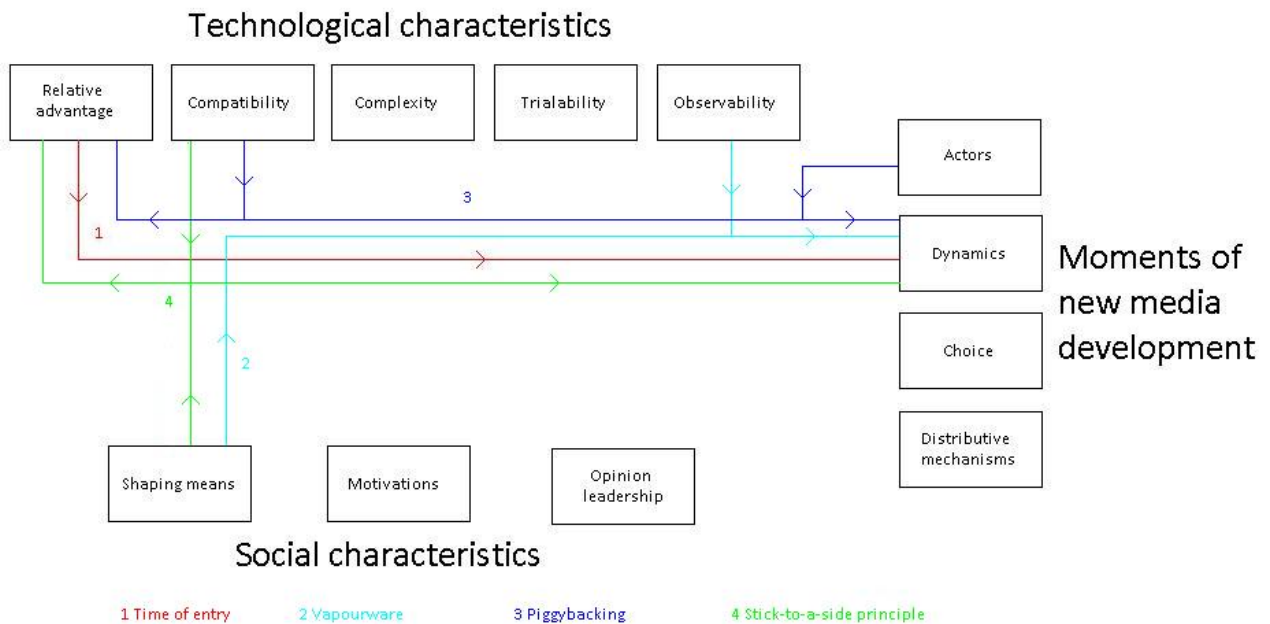 Technological characteristics
Relative
advantage
Compatibility
Complexity
Trialability
Observability
Actors
3
1
Dynamics
Moments of
new media
development
4
2
Choice
Distributive
mechanisms
Shaping means
Motivations
Opinion
leadership
Social characteristics
1 Time of entry
2 Vapourware
3 Piggybacking
4 Stick-to-a-side principle